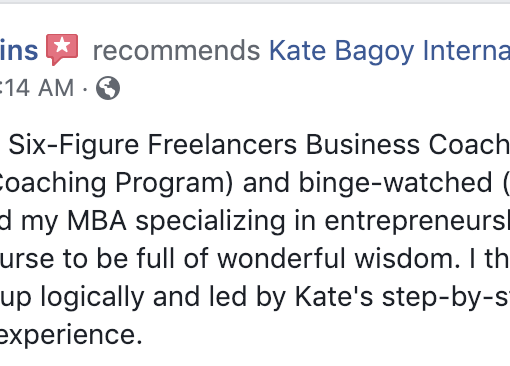 ins recommends Kate Bagoy Interna
:14 AM ·
Six-Figure Freelancers Business Coach
Coaching Program) and binge-watched (
d my MBA specializing in entrepreneursh
urse to be full of wonderful wisdom. I th
up logically and led by Kate's step-by-s
experience.